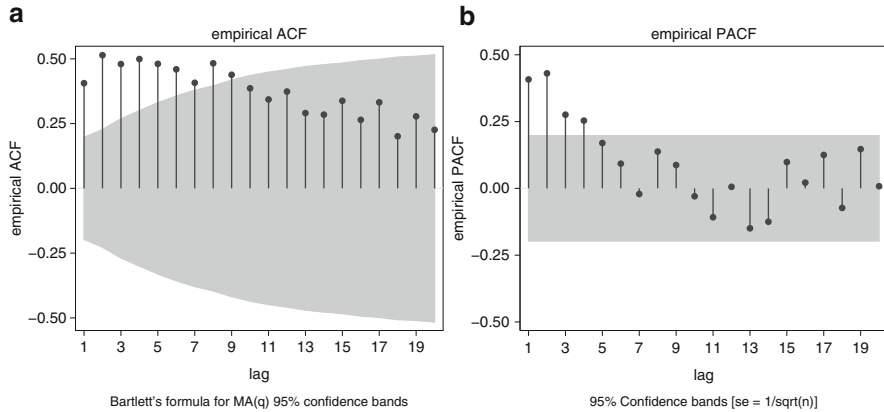 a
empirical ACF
empirical ACF
0.50
0.25
0.00
−0.25
−0.50
1 3 5 7 9 11 13 15 17 19
lag
Bartlett's formula for MA(q) 95% confidence bands
b
empirical PACF
empirical PACF
0.50
0.25
0.00
−0.25
−0.50
1 3 5 7 9 11 13 15 17 19
lag
95% Confidence bands [se = 1/sqrt(n)]